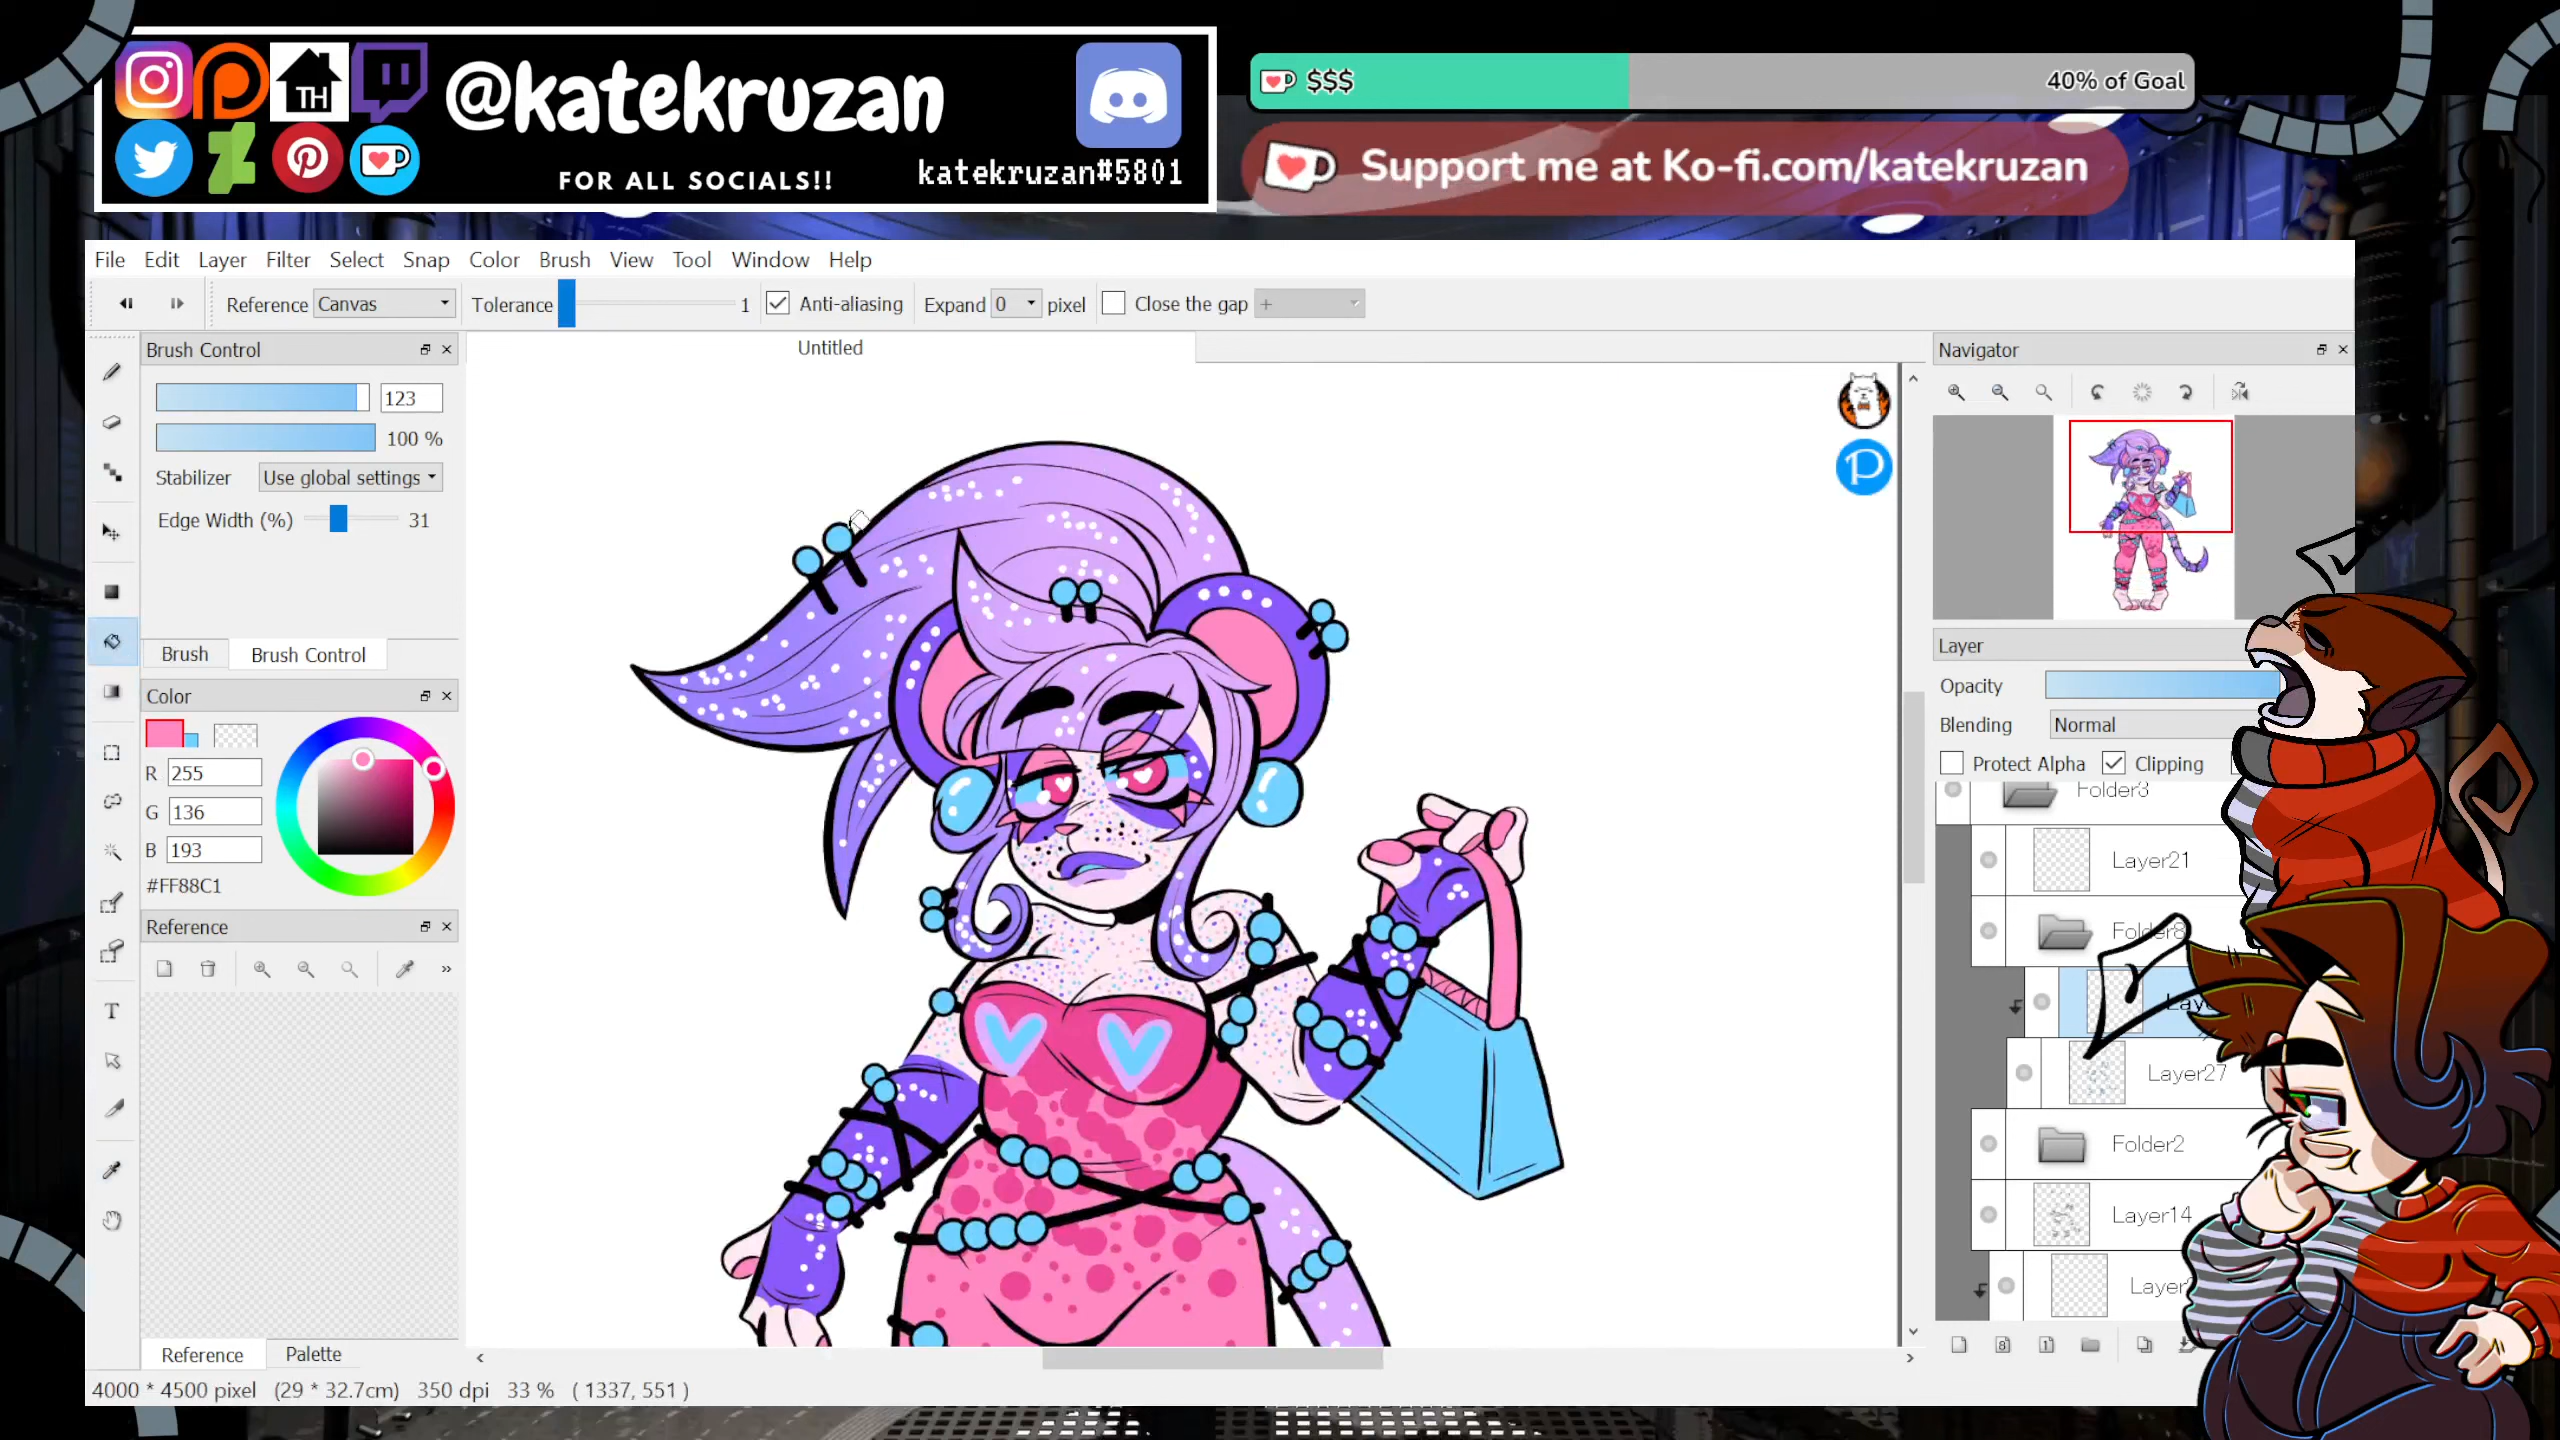 TH
@katekruzan
FOR ALL SOCIALS!!
katekruzan#5801
$$$
40% of Goal
Support me at Ko-fi.com/katekruzan
File Edit Layer Filter Select Snap Color Brush View Tool Window Help
Reference Canvas Tolerance 1 Anti-aliasing Expand 0 pixel Close the gap +
Brush Control
Untitled
Navigator
123
100 %
Stabilizer Use global settings
Edge Width (%) 31
Brush Brush Control
Color
R 255
G 136
B 193
#FF88C1
Reference
Layer
Opacity
Blending Normal
Protect Alpha Clipping
Folder3
Layer21
Folder8
Layer27
Folder2
Layer14
Reference Palette
4000 * 4500 pixel (29 * 32.7cm) 350 dpi 33 % ( 1337, 551 )